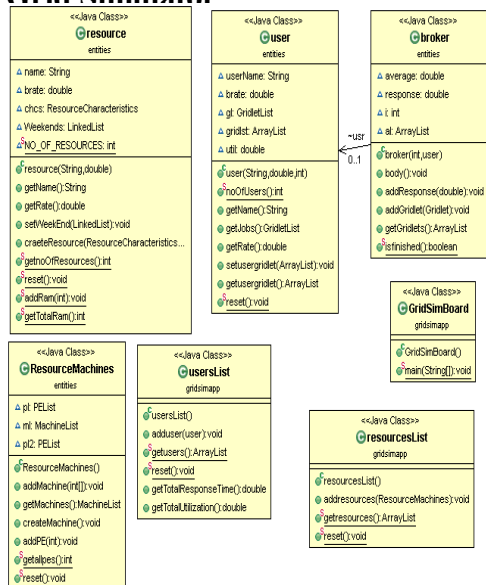 <<Java Class>>
resource
entities
name: String
brate: double
chcs: ResourceCharacteristics
Weekends: LinkedList
NO_OF_RESOURCES: int
resource(String,double)
getName():String
getRate():double
setWeekEnd(LinkedList):void
craeteResource(ResourceCharacteristics...
getnoOfResources():int
reset():void
addRam(int):void
getTotalRam():int
<<Java Class>>
user
entities
userName: String
brate: double
gl: GridletList
gridlst: ArrayList
util: double
user(String,double,int)
noOfUsers():int
getName():String
getJobs():GridletList
getRate():double
setusergridlet(ArrayList):void
getusergridlet():ArrayList
reset():void
~usr
0..1
<<Java Class>>
broker
entities
average: double
response: double
i: int
al: ArrayList
broker(int,user)
body():void
addResponse(double):void
addGridlet(Gridlet):void
getGridlets():ArrayList
isfinished():boolean
<<Java Class>>
GridSimBoard
gridsimapp
GridSimBoard()
main(String[]):void
<<Java Class>>
ResourceMachines
entities
pl: PEList
ml: MachineList
pl2: PEList
ResourceMachines()
addMachine(int[]):void
getMachines():MachineList
createMachine():void
addPE(int):void
getallpes():int
reset():void
<<Java Class>>
usersList
gridsimapp
usersList()
adduser(user):void
getusers():ArrayList
reset():void
getTotalResponseTime():double
getTotalUtilization():double
<<Java Class>>
resourcesList
gridsimapp
resourcesList()
addresources(ResourceMachines):void
getresources():ArrayList
reset():void